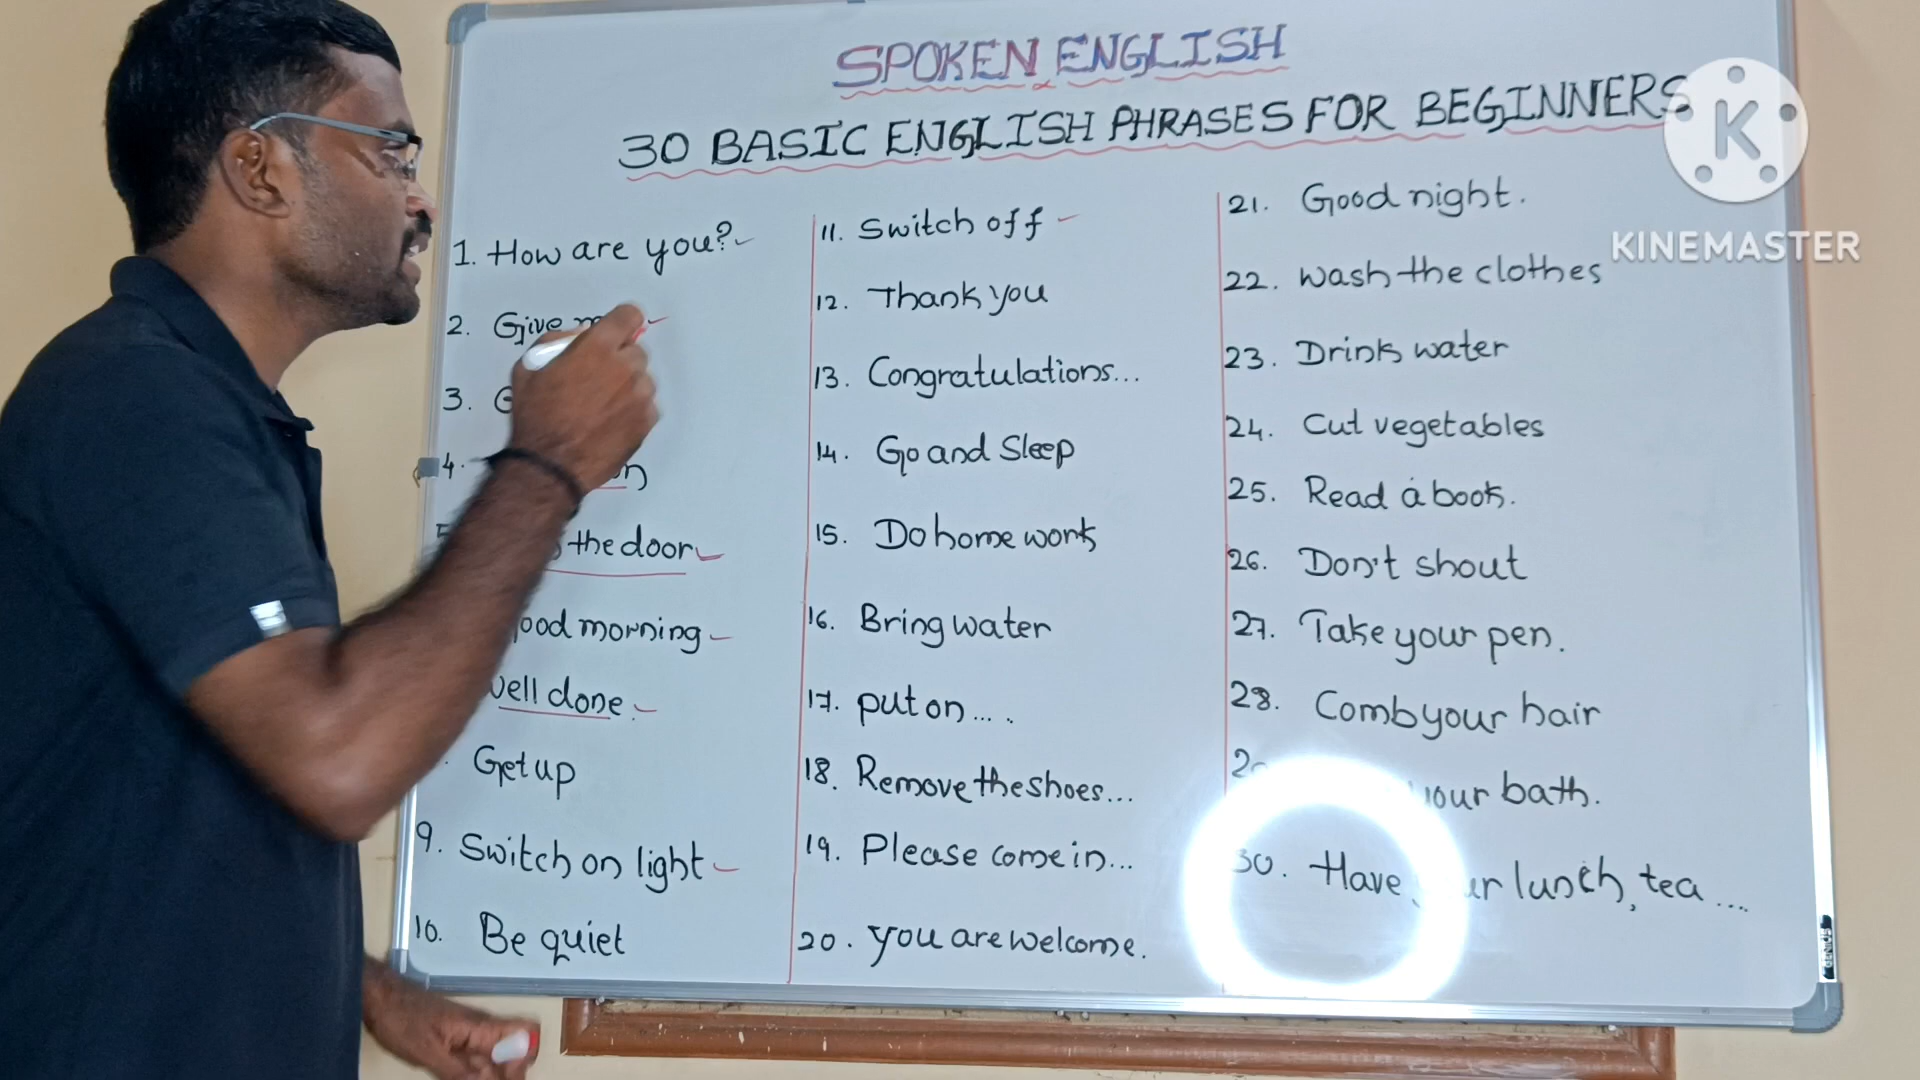 SPOKEN ENGLISH
30 BASIC ENGLISH PHRASES FOR BEGINNERS
K
KINEMASTER
1. How are you?
2. Give
3.
4.
the door
morning
done.
Get up
9. Switch on light
10. Be quiet
11. Switch off
12. Thank you
13. Congratulations...
14. Go and Sleep
15. Do home work
16. Bring water
17. put on....
18. Remove the shoes...
19. Please come in...
20. you are welcome.
21. Good night.
22. wash the clothes
23. Drink water
24. Cut vegetables
25. Read a book.
26. Don't shout
27. Take your pen.
28. Comb your hair
bath.
30. Have lunch, tea ....
GENIUS